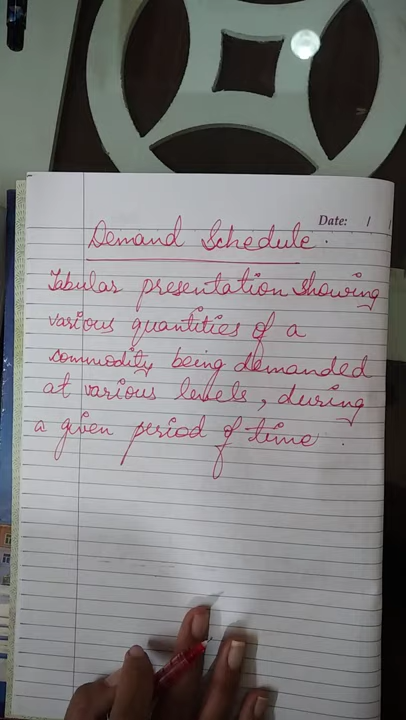 Date: / /
Demand Schedule.
Tabular presentation showing
various quantities of a
commodity being demanded
at various levels, during
a given period of time.